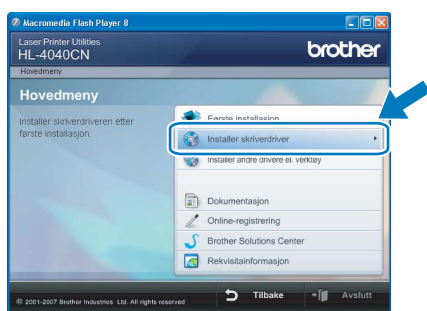 Macromedia Flash Player 8
Laser Printer Utilities
HL-4040CN
brother
Hovedmeny
Hovedmeny
Installer skriverdriveren etter
første installasjon.
Første installasjon
Installer skriverdriver
Installer andre drivere el. verktøy
Dokumentasjon
Online-registrering
Brother Solutions Center
Rekvisitainformasjon
© 2001-2007 Brother Industries Ltd. All rights reserved
Tilbake
Avslutt